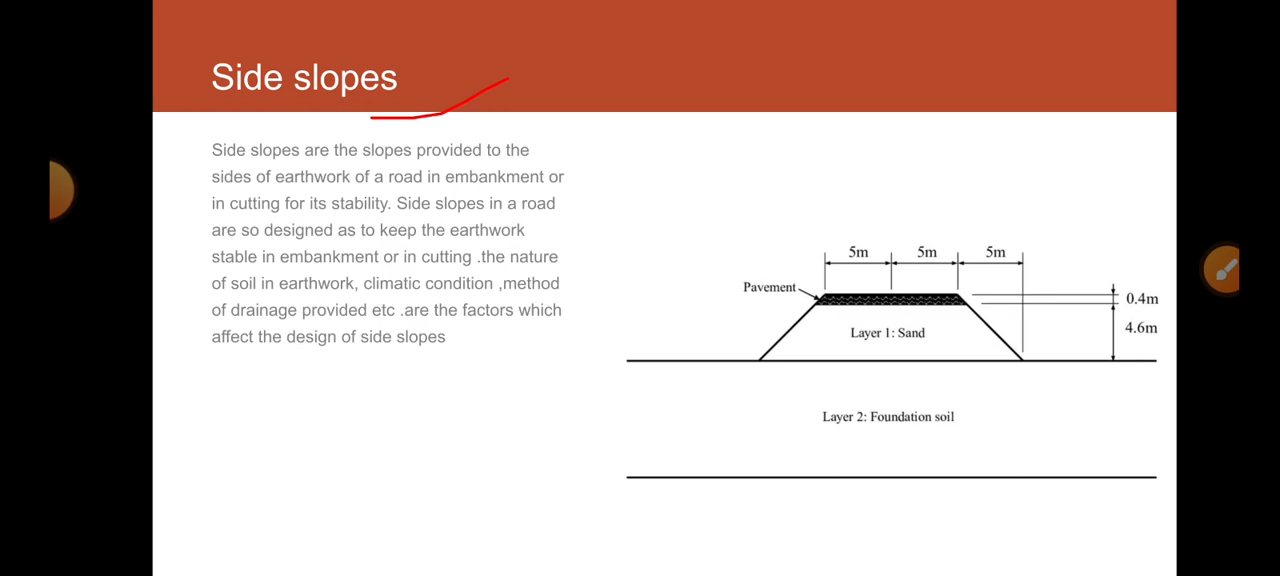 Side slopes
Side slopes are the slopes provided to the
sides of earthwork of a road in embankment or
in cutting for its stability. Side slopes in a road
are so designed as to keep the earthwork
stable in embankment or in cutting .the nature
of soil in earthwork, climatic condition ,method
of drainage provided etc .are the factors which
affect the design of side slopes
5m 5m 5m
Pavement
0.4m
Layer 1: Sand
4.6m
Layer 2: Foundation soil